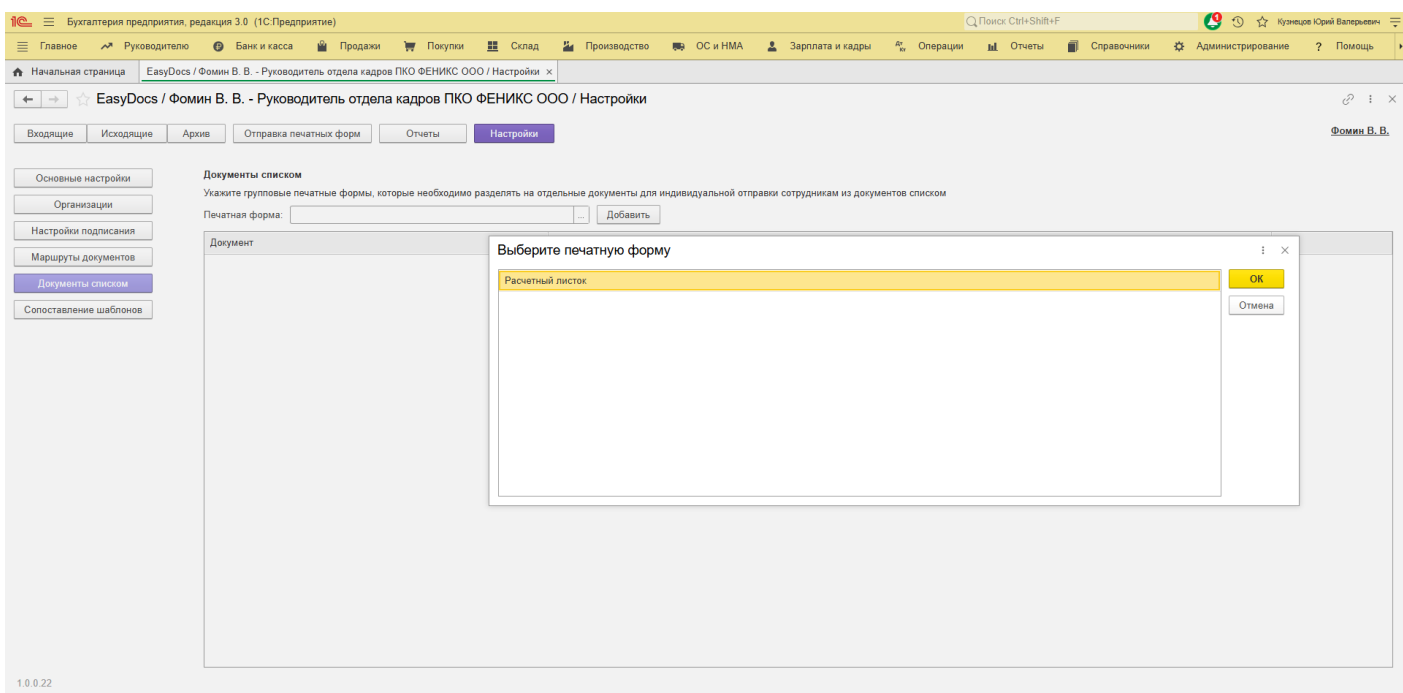 1С Бухгалтерия предприятия, редакция 3.0 (1С:Предприятие) Поиск Ctrl+Shift+F Кузнецов Юрий Валерьевич
Главное Руководителю Банк и касса Продажи Покупки Склад Производство ОС и НМА Зарплата и кадры Операции Отчеты Справочники Администрирование ? Помощь
Начальная страница EasyDocs / Фомин В. В. - Руководитель отдела кадров ПКО ФЕНИКС ООО / Настройки ×
EasyDocs / Фомин В. В. - Руководитель отдела кадров ПКО ФЕНИКС ООО / Настройки
Входящие Исходящие Архив Отправка печатных форм Отчеты Настройки Фомин В. В.
Основные настройки
Организации
Настройки подписания
Маршруты документов
Документы списком
Сопоставление шаблонов
Документы списком
Укажите групповые печатные формы, которые необходимо разделять на отдельные документы для индивидуальной отправки сотрудникам из документов списком
Печатная форма: ... Добавить
Документ
Выберите печатную форму
Расчетный листок
ОК
Отмена
1.0.0.22